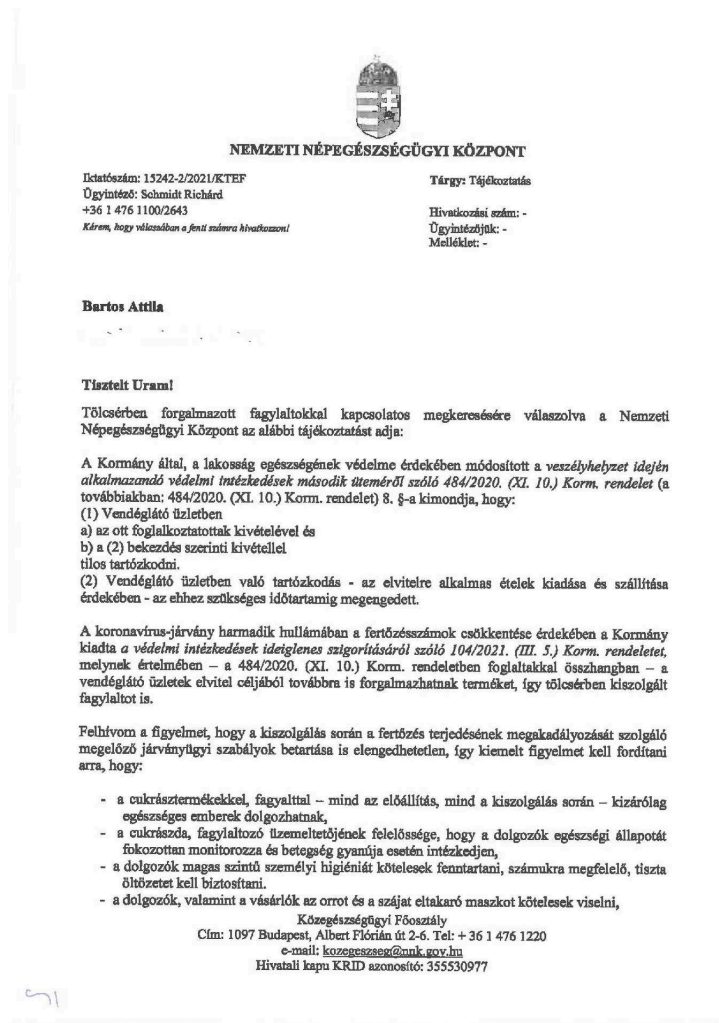 NEMZETI NÉPEGÉSZSÉGÜGYI KÖZPONT
Iktatószám: 15242-2/2021/KTEF
Ügyintéző: Schmidt Richárd
+36 1 476 1100/2643
Kérem, hogy válaszában a fenti számra hivatkozzon!
Tárgy: Tájékoztatás
Hivatkozási szám: -
Ügyintézőjük: -
Melléklet: -
Bartos Attila
Tisztelt Uram!
Tölcsérben forgalmazott fagylaltokkal kapcsolatos megkeresésére válaszolva a Nemzeti
Népegészségügyi Központ az alábbi tájékoztatást adja:
A Kormány által, a lakosság egészségének védelme érdekében módosított a veszélyhelyzet idején
alkalmazandó védelmi intézkedések második üteméről szóló 484/2020. (XI. 10.) Korm. rendelet (a
továbbiakban: 484/2020. (XI. 10.) Korm. rendelet) 8. §-a kimondja, hogy:
(1) Vendéglátó üzletben
a) az ott foglalkoztatottak kivételével és
b) a (2) bekezdés szerinti kivétellel
tilos tartózkodni.
(2) Vendéglátó üzletben való tartózkodás - az elvitelre alkalmas ételek kiadása és szállítása
érdekében - az ehhez szükséges időtartamig megengedett.
A koronavírus-járvány harmadik hullámában a fertőzésszámok csökkentése érdekében a Kormány
kiadta a védelmi intézkedések ideiglenes szigorításáról szóló 104/2021. (III. 5.) Korm. rendeletet,
melynek értelmében – a 484/2020. (XI. 10.) Korm. rendeletben foglaltakkal összhangban – a
vendéglátó üzletek elvitel céljából továbbra is forgalmazhatnak terméket, így tölcsérben kiszolgált
fagylaltot is.
Felhívom a figyelmet, hogy a kiszolgálás során a fertőzés terjedésének megakadályozását szolgáló
megelőző járványügyi szabályok betartása is elengedhetetlen, így kiemelt figyelmet kell fordítani
arra, hogy:
- a cukrásztermékekkel, fagyalttal – mind az előállítás, mind a kiszolgálás során – kizárólag
egészséges emberek dolgozhatnak,
- a cukrászda, fagylaltozó üzemeltetőjének felelőssége, hogy a dolgozók egészségi állapotát
fokozottan monitorozza és betegség gyanúja esetén intézkedjen,
- a dolgozók magas szintű személyi higiéniát kötelesek fenntartani, számukra megfelelő, tiszta
öltözetet kell biztosítani.
- a dolgozók, valamint a vásárlók az orrot és a szájat eltakaró maszkot kötelesek viselni,
Közegészségügyi Főosztály
Cím: 1097 Budapest, Albert Flórián út 2-6. Tel: + 36 1 476 1220
e-mail: kozegeszseg@nnk.gov.hu
Hivatali kapu KRID azonosító: 355530977